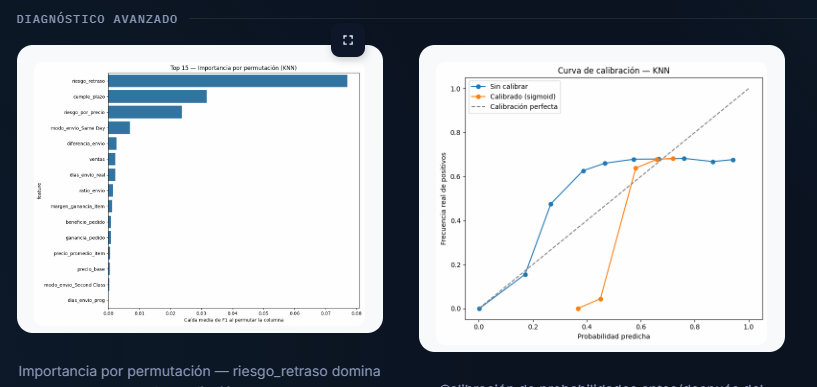 DIAGNÓSTICO AVANZADO
Top 15 — Importancia por permutación (KNN)
riesgo_retraso
cumplo_plazo
riesgo_por_precio
modo_envio_Same Day
diferencia_envio
ventas
dias_envio_real
ratio_envio
margen_ganancia_item
beneficio_pedido
ganancia_pedido
precio_promedio_item
precio_base
modo_envio_Second Class
dias_envio_prog
feature
0.00 0.01 0.02 0.03 0.04 0.05 0.06 0.07 0.08
Caída media de F1 al permutar la columna
Importancia por permutación — riesgo_retraso domina
Curva de calibración — KNN
Sin calibrar
Calibrado (sigmoid)
Calibración perfecta
1.0
0.8
0.6
0.4
0.2
0.0
Frecuencia real de positivos
0.0 0.2 0.4 0.6 0.8 1.0
Probabilidad predicha